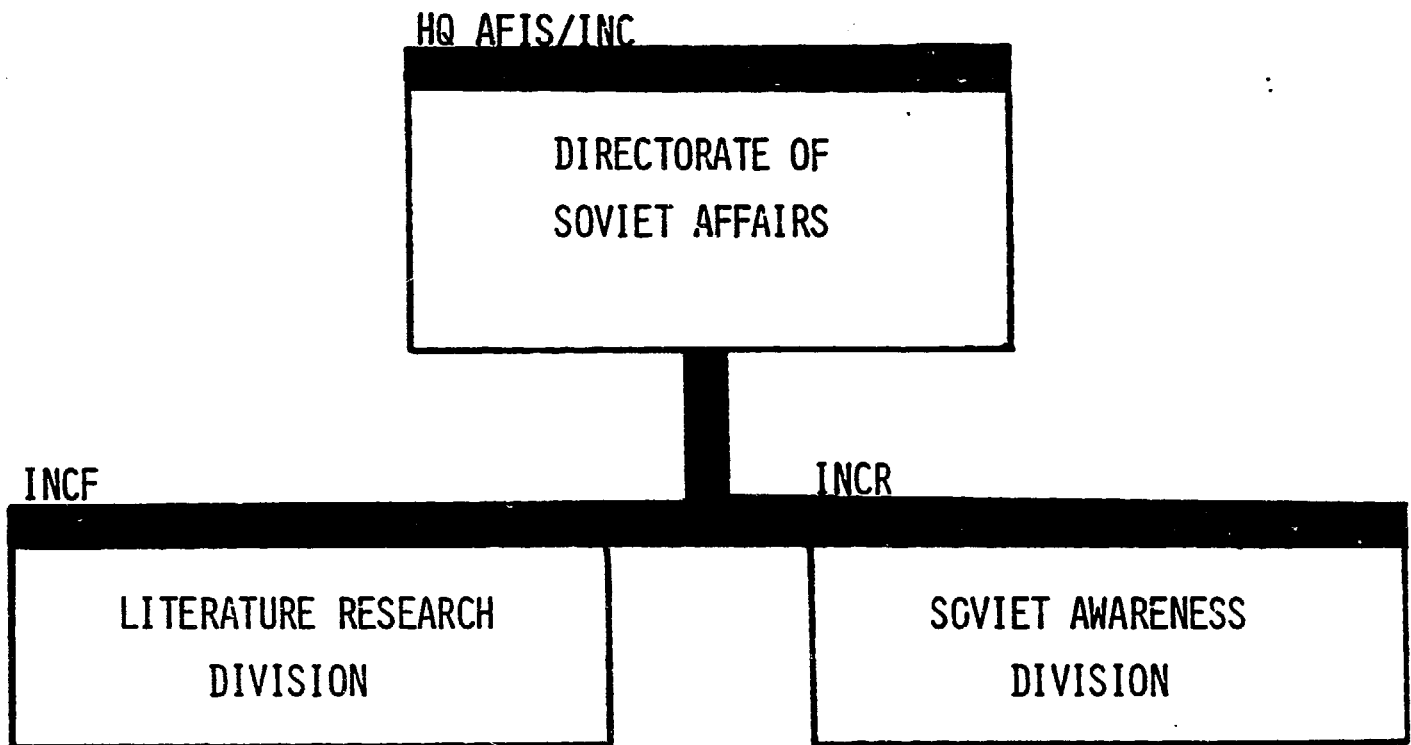 HQ AFIS/INC
DIRECTORATE OF
SOVIET AFFAIRS
INCF
INCR
LITERATURE RESEARCH
DIVISION
SOVIET AWARENESS
DIVISION